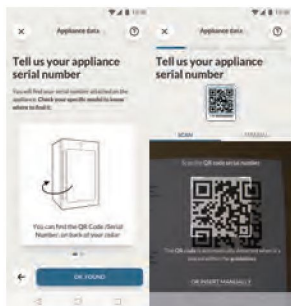 Appliance data
Tell us your appliance
serial number
You will find your serial number attached on the
appliance. Check your specific model to know
where to find it.
You can find the QR Code /Serial
Number, on back of your
OK, FOUND
Appliance data
Tell us your appliance
serial number
SCAN
MANUAL
Scan the QR code serial number
OR INSERT MANUALLY